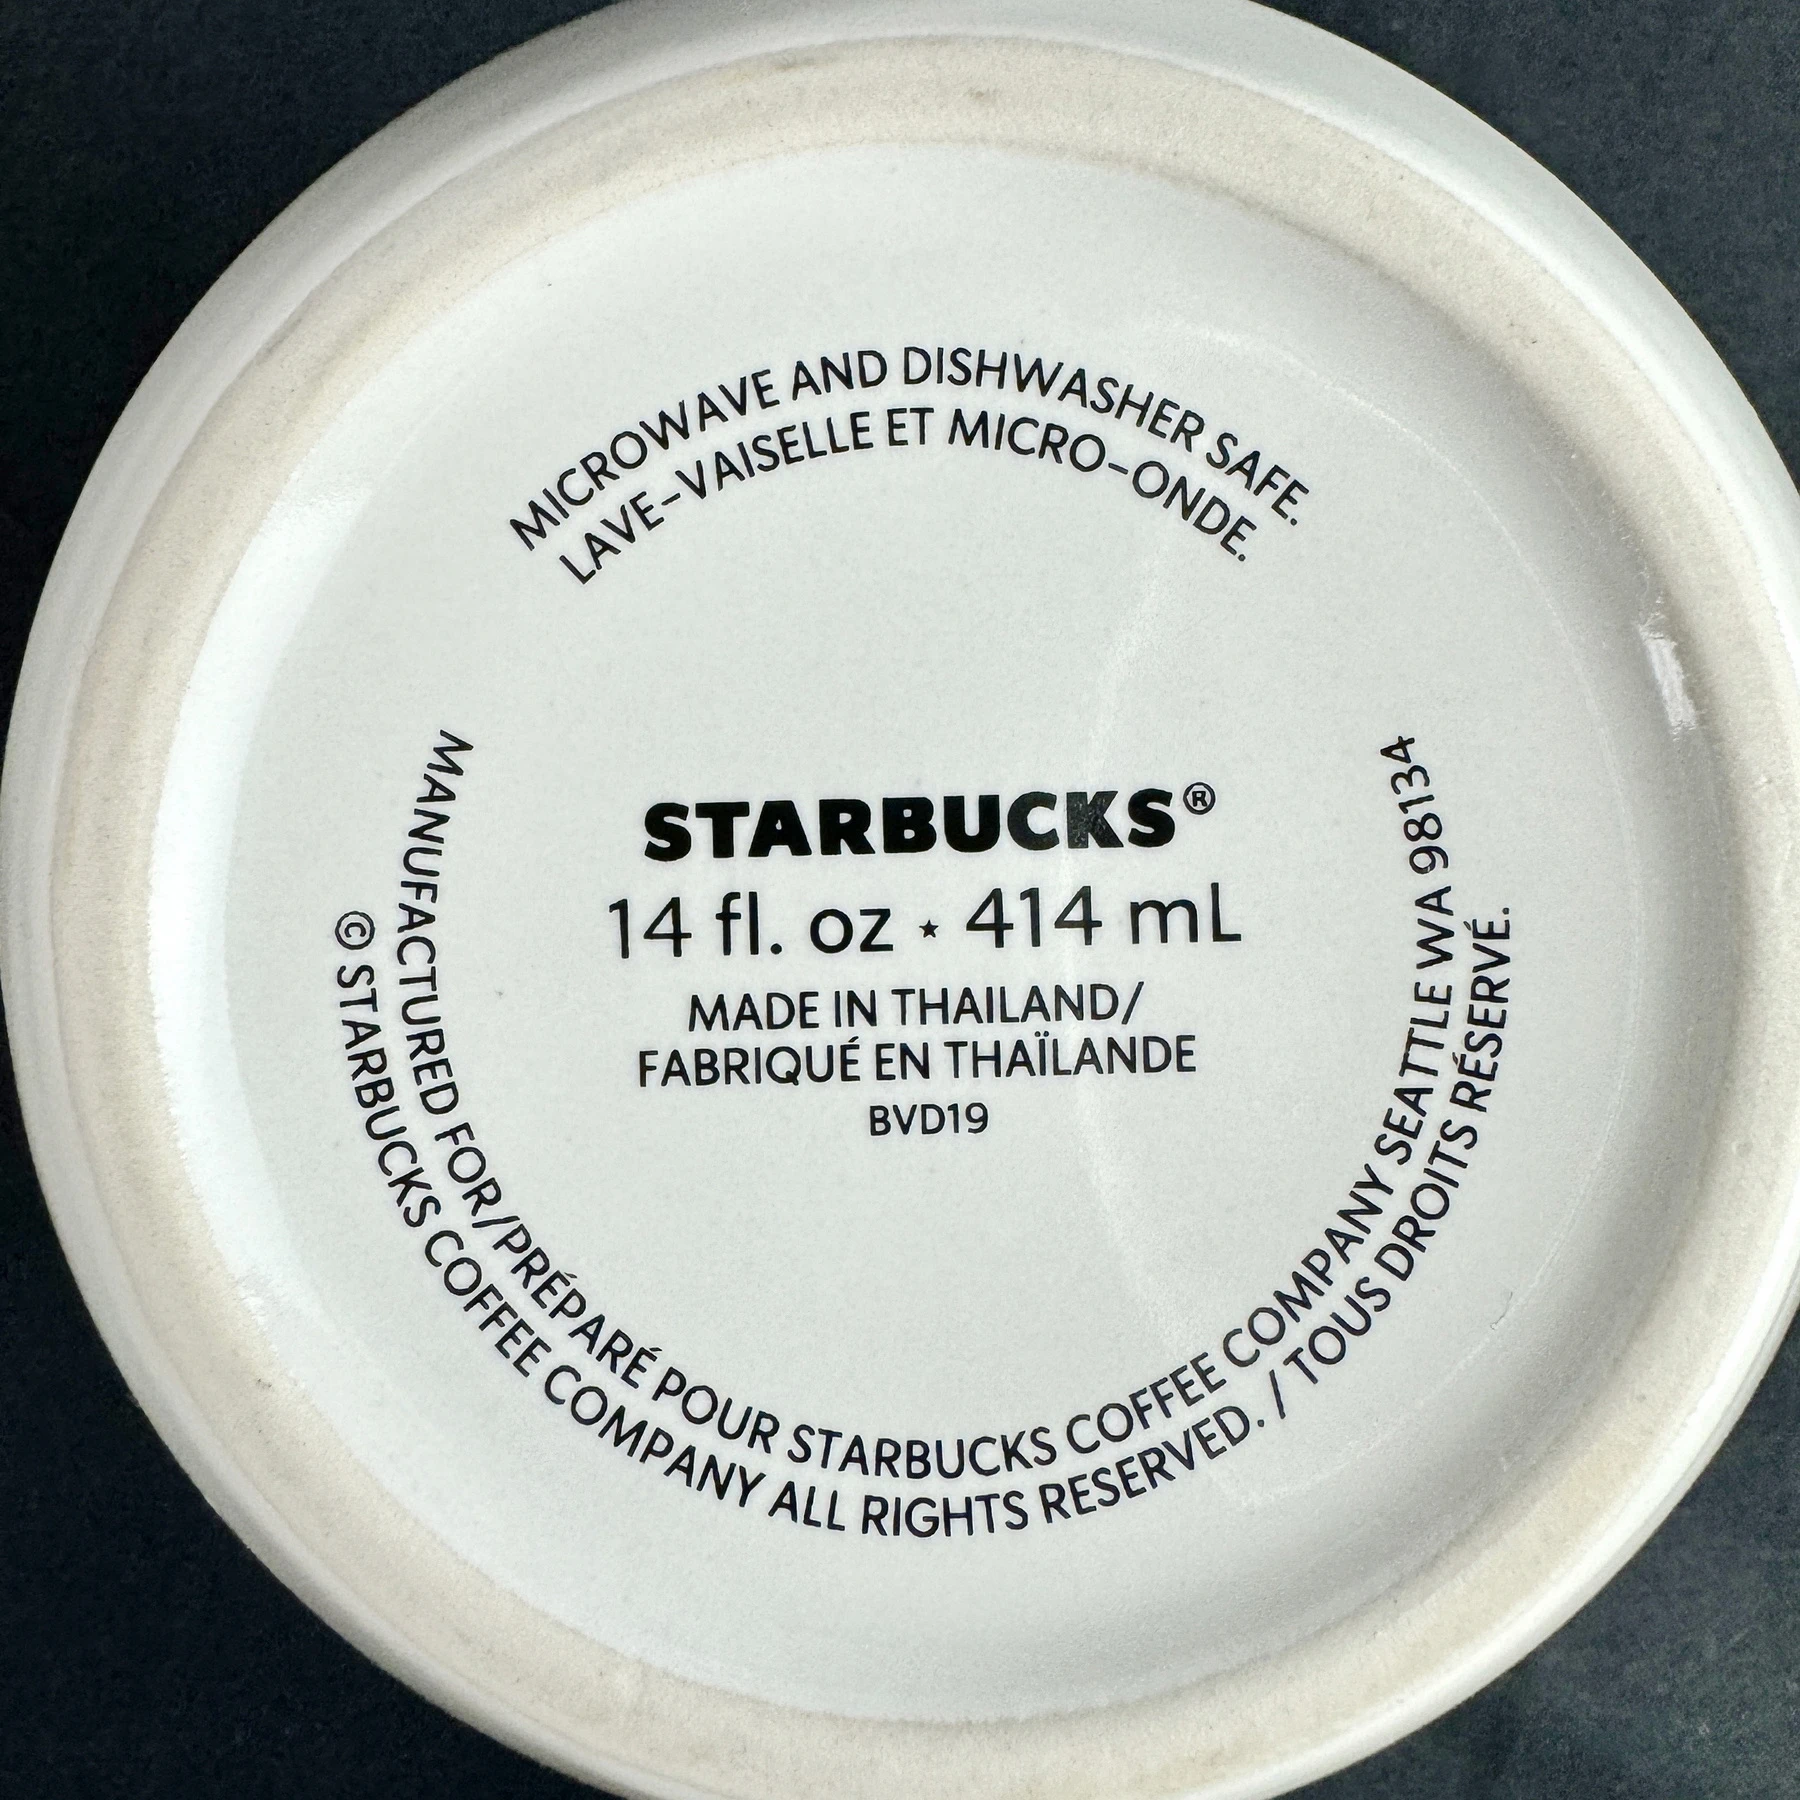 MICROWAVE AND DISHWASHER SAFE.
LAVE-VAISELLE ET MICRO-ONDE.
STARBUCKS®
14 fl. oz ⋆ 414 mL
MADE IN THAILAND/
FABRIQUÉ EN THAÏLANDE
BVD19
MANUFACTURED FOR/PRÉPARÉ POUR STARBUCKS COFFEE COMPANY SEATTLE WA 98134
© STARBUCKS COFFEE COMPANY ALL RIGHTS RESERVED. / TOUS DROITS RÉSERVÉ.